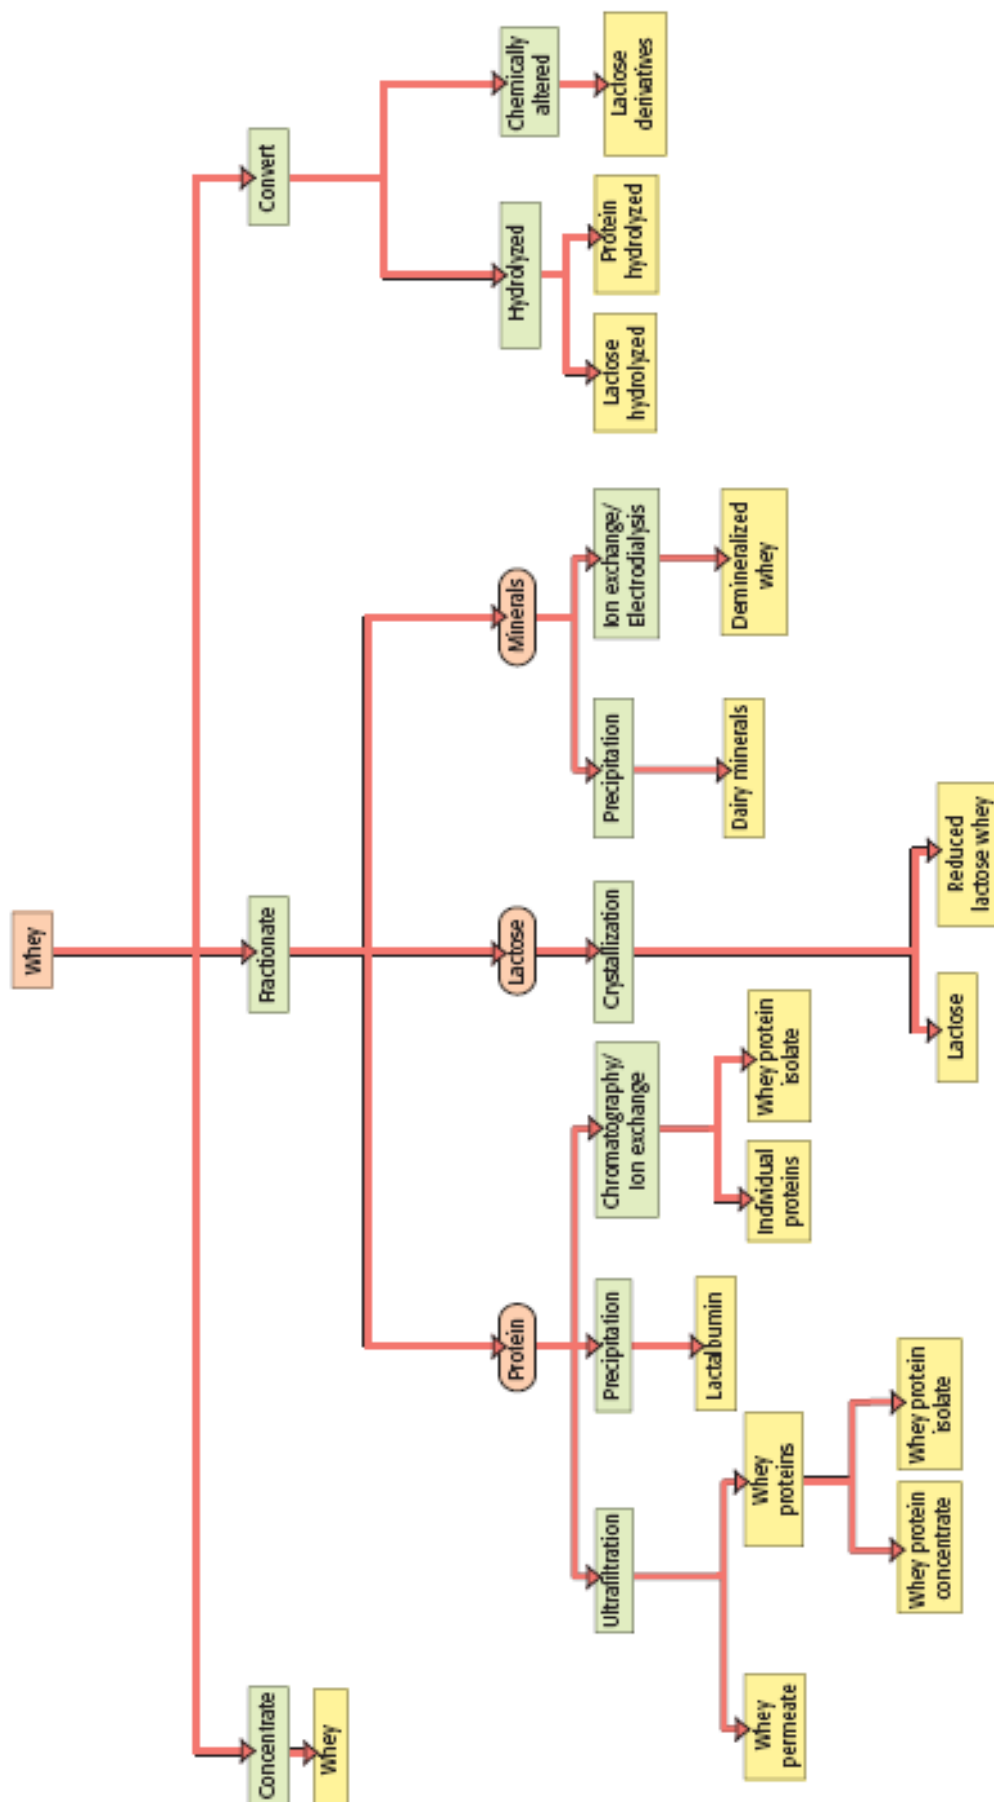 Whey
Concentrate
Fractionate
Convert
Whey
Protein
Lactose
Minerals
Hydrolyzed
Chemically
altered
Ultrafiltration
Precipitation
Chromatography/
Ion exchange
Crystallization
Precipitation
Ion exchange/
Electrodialysis
Lactose
hydrolyzed
Protein
hydrolyzed
Lactose
derivatives
Whey
permeate
Whey
proteins
Lactalbumin
Individual
proteins
Whey protein
isolate
Dairy minerals
Demineralized
whey
Whey protein
concentrate
Whey protein
isolate
Lactose
Reduced
lactose whey